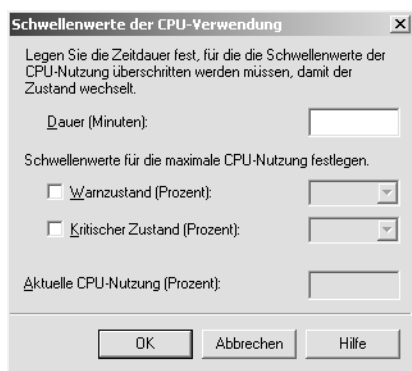 Schwellenwerte der CPU-Verwendung
Legen Sie die Zeitdauer fest, für die die Schwellenwerte der
CPU-Nutzung überschritten werden müssen, damit der
Zustand wechselt.
Dauer (Minuten):
Schwellenwerte für die maximale CPU-Nutzung festlegen.
Warnzustand (Prozent):
Kritischer Zustand (Prozent):
Aktuelle CPU-Nutzung (Prozent):
OK Abbrechen Hilfe